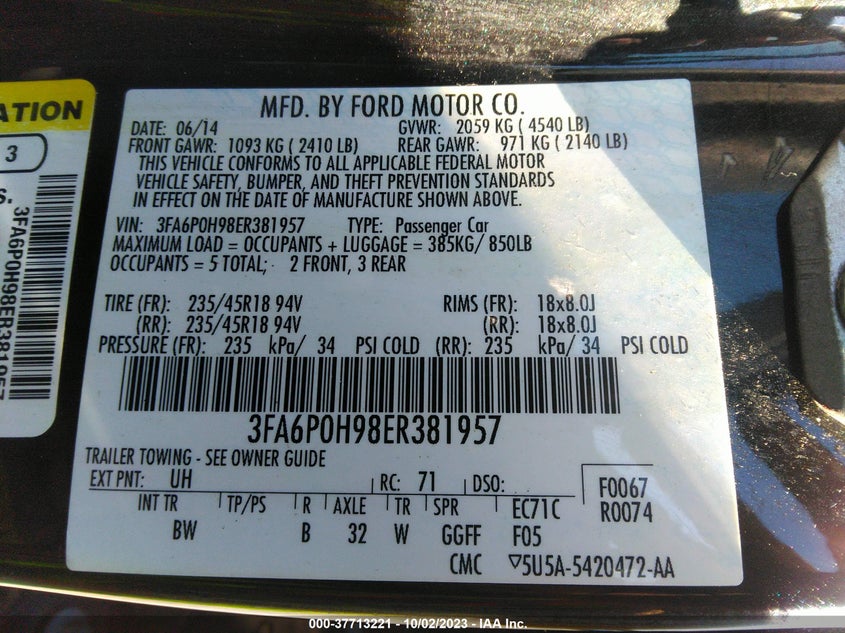 ATION
3
S.
3FA6P0H98ER381957
MFD. BY FORD MOTOR CO.
DATE: 06/14 GVWR: 2059 KG ( 4540 LB)
FRONT GAWR: 1093 KG ( 2410 LB) REAR GAWR: 971 KG ( 2140 LB)
THIS VEHICLE CONFORMS TO ALL APPLICABLE FEDERAL MOTOR
VEHICLE SAFETY, BUMPER, AND THEFT PREVENTION STANDARDS
IN EFFECT ON THE DATE OF MANUFACTURE SHOWN ABOVE.
VIN: 3FA6P0H98ER381957 TYPE: Passenger Car
MAXIMUM LOAD = OCCUPANTS + LUGGAGE = 385KG/ 850LB
OCCUPANTS = 5 TOTAL; 2 FRONT, 3 REAR
TIRE (FR): 235/45R18 94V RIMS (FR): 18x8.0J
(RR): 235/45R18 94V (RR): 18x8.0J
PRESSURE (FR): 235 kPa/ 34 PSI COLD (RR): 235 kPa/ 34 PSI COLD
3FA6P0H98ER381957
TRAILER TOWING - SEE OWNER GUIDE
EXT PNT: UH RC: 71 DSO: F0067
INT TR TP/PS R AXLE TR SPR EC71C R0074
BW B 32 W GGFF F05
CMC ▽5U5A-5420472-AA
000-37713221 - 10/02/2023 - IAA Inc.